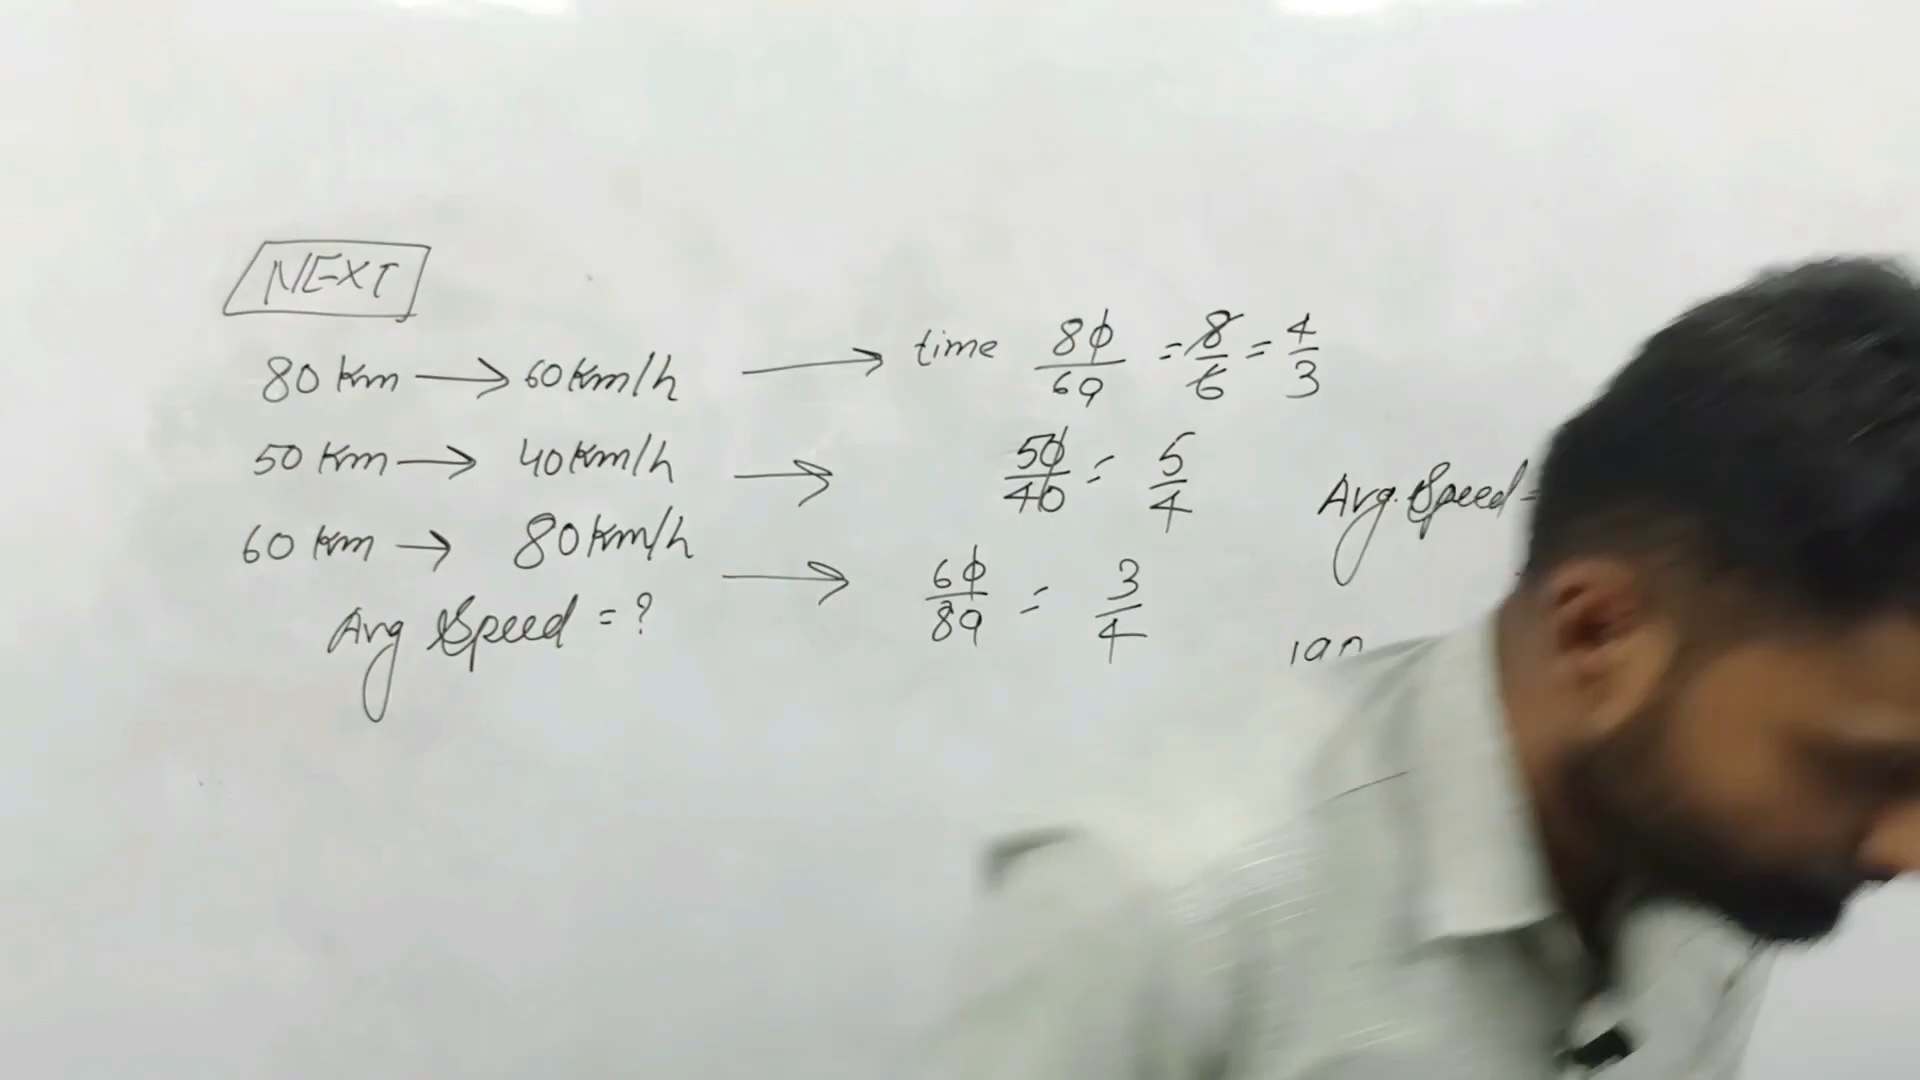 NEXT
80 Km → 60 Km/h → time 80/60 = 8/6 = 4/3
50 Km → 40 Km/h → 50/40 = 5/4
60 Km → 80 Km/h → 60/80 = 3/4
Avg Speed = ?
Avg. Speed =